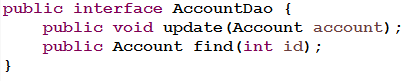 public interface AccountDao {
    public void update(Account account);
    public Account find(int id);
}